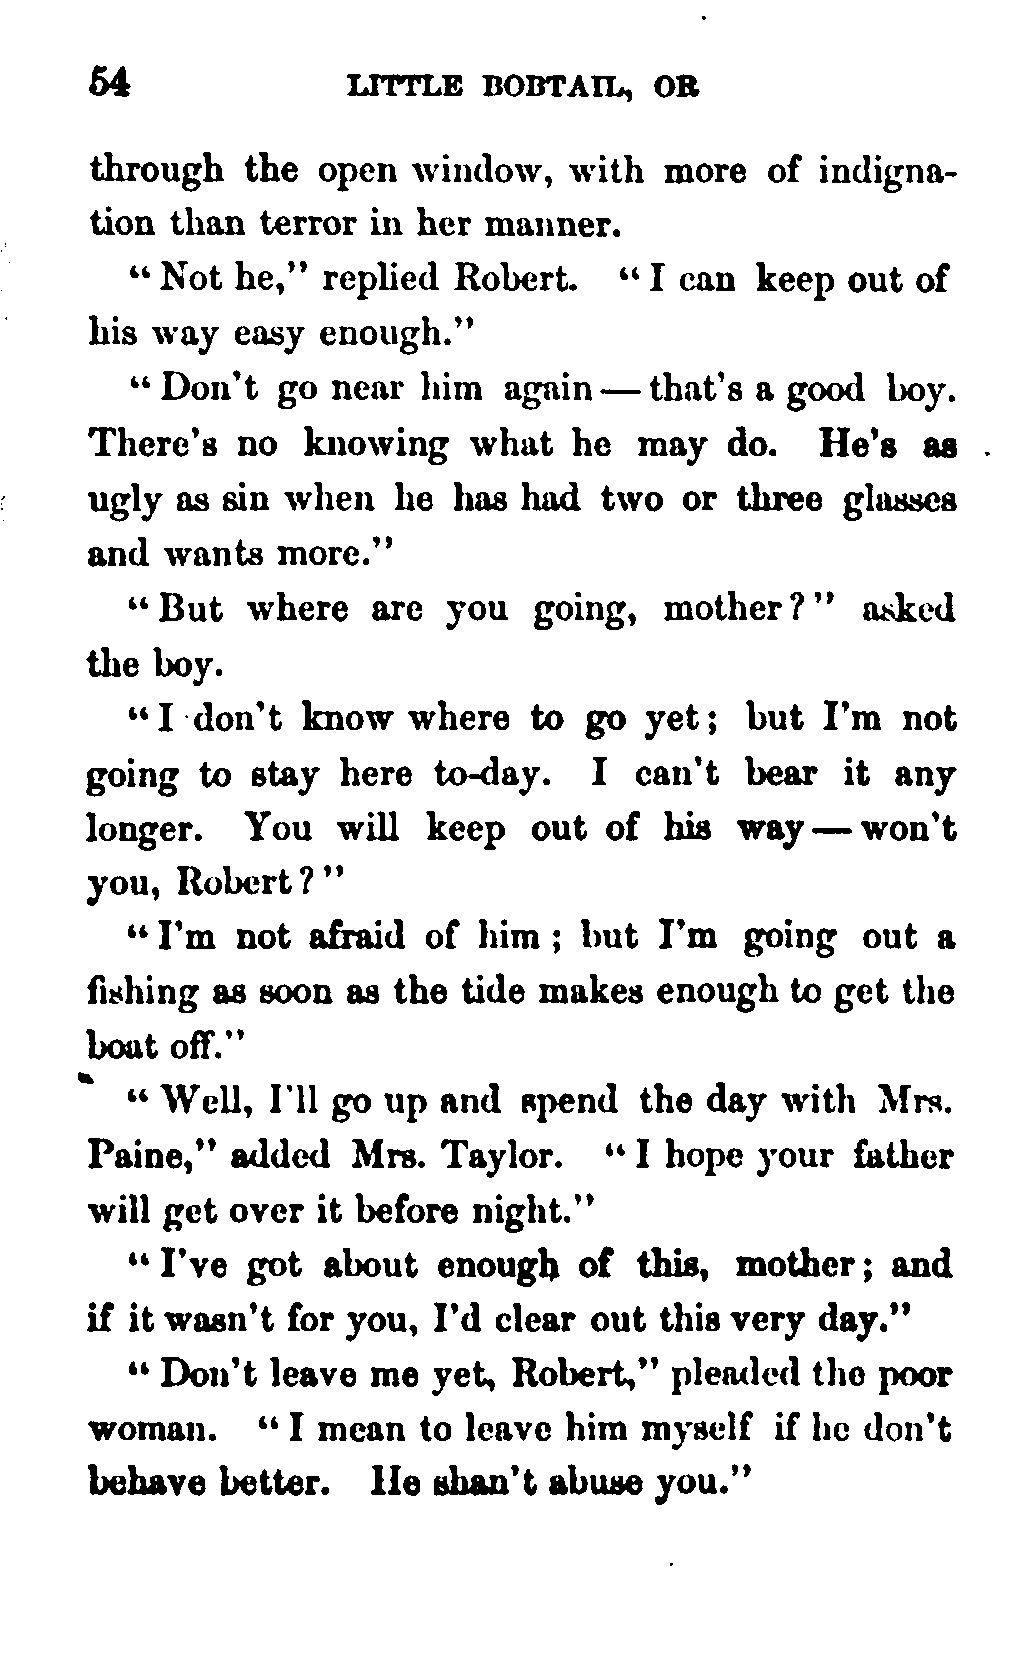 54 LITTLE BOBTAIL, OR
through the open window, with more of indigna-
tion than terror in her manner.
"Not he," replied Robert. "I can keep out of
his way easy enough."
"Don't go near him again — that's a good boy.
There's no knowing what he may do. He's as
ugly as sin when he has had two or three glasses
and wants more."
"But where are you going, mother?" asked
the boy.
"I don't know where to go yet; but I'm not
going to stay here to-day. I can't bear it any
longer. You will keep out of his way — won't
you, Robert?"
"I'm not afraid of him; but I'm going out a
fishing as soon as the tide makes enough to get the
boat off."
"Well, I'll go up and spend the day with Mrs.
Paine," added Mrs. Taylor. "I hope your father
will get over it before night."
"I've got about enough of this, mother; and
if it wasn't for you, I'd clear out this very day."
"Don't leave me yet, Robert," pleaded the poor
woman. "I mean to leave him myself if he don't
behave better. He shan't abuse you."